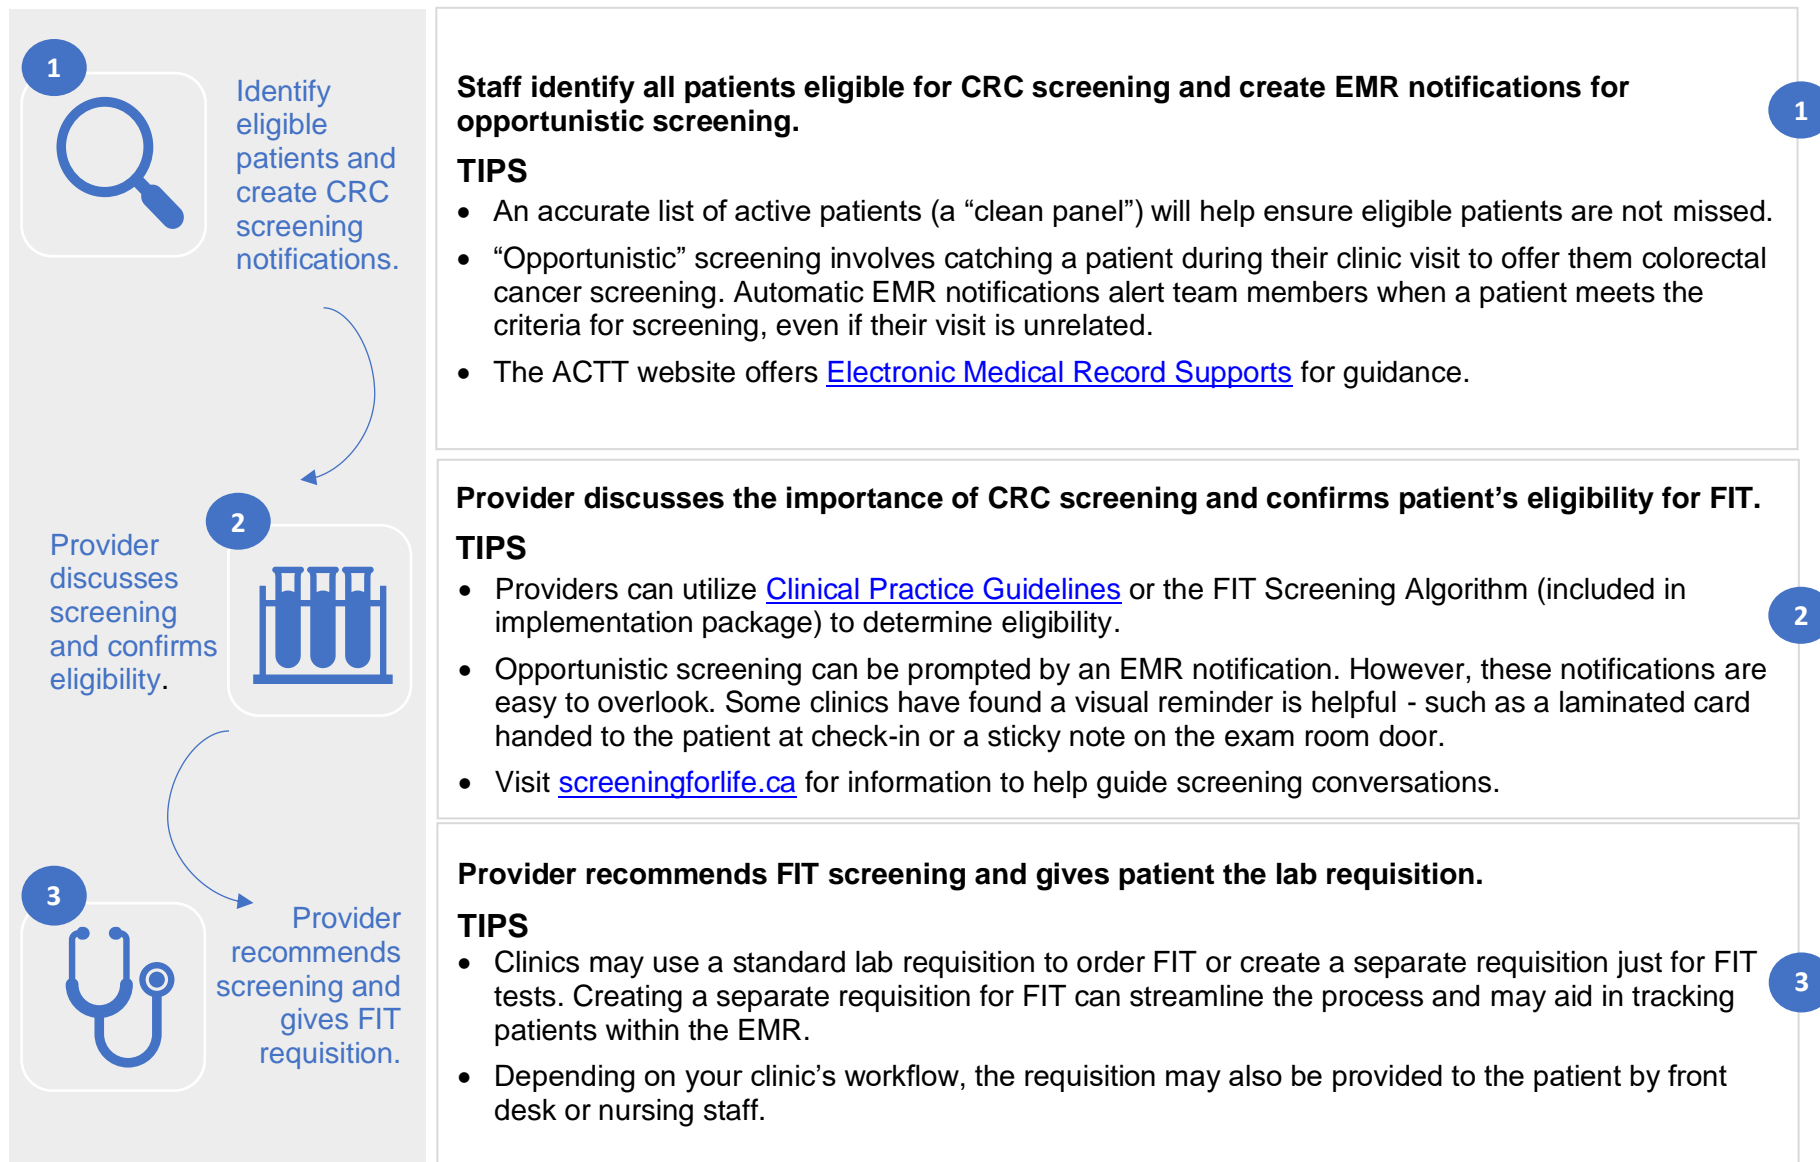 1
Identify
eligible
patients and
create CRC
screening
notifications.
2
Provider
discusses
screening
and confirms
eligibility.
3
Provider
recommends
screening and
gives FIT
requisition.
Staff identify all patients eligible for CRC screening and create EMR notifications for
opportunistic screening.
1
TIPS
• An accurate list of active patients (a “clean panel”) will help ensure eligible patients are not missed.
• “Opportunistic” screening involves catching a patient during their clinic visit to offer them colorectal
cancer screening. Automatic EMR notifications alert team members when a patient meets the
criteria for screening, even if their visit is unrelated.
• The ACTT website offers Electronic Medical Record Supports for guidance.
Provider discusses the importance of CRC screening and confirms patient’s eligibility for FIT.
TIPS
• Providers can utilize Clinical Practice Guidelines or the FIT Screening Algorithm (included in
implementation package) to determine eligibility.
2
• Opportunistic screening can be prompted by an EMR notification. However, these notifications are
easy to overlook. Some clinics have found a visual reminder is helpful - such as a laminated card
handed to the patient at check-in or a sticky note on the exam room door.
• Visit screeningforlife.ca for information to help guide screening conversations.
Provider recommends FIT screening and gives patient the lab requisition.
TIPS
• Clinics may use a standard lab requisition to order FIT or create a separate requisition just for FIT
tests. Creating a separate requisition for FIT can streamline the process and may aid in tracking
patients within the EMR.
3
• Depending on your clinic’s workflow, the requisition may also be provided to the patient by front
desk or nursing staff.